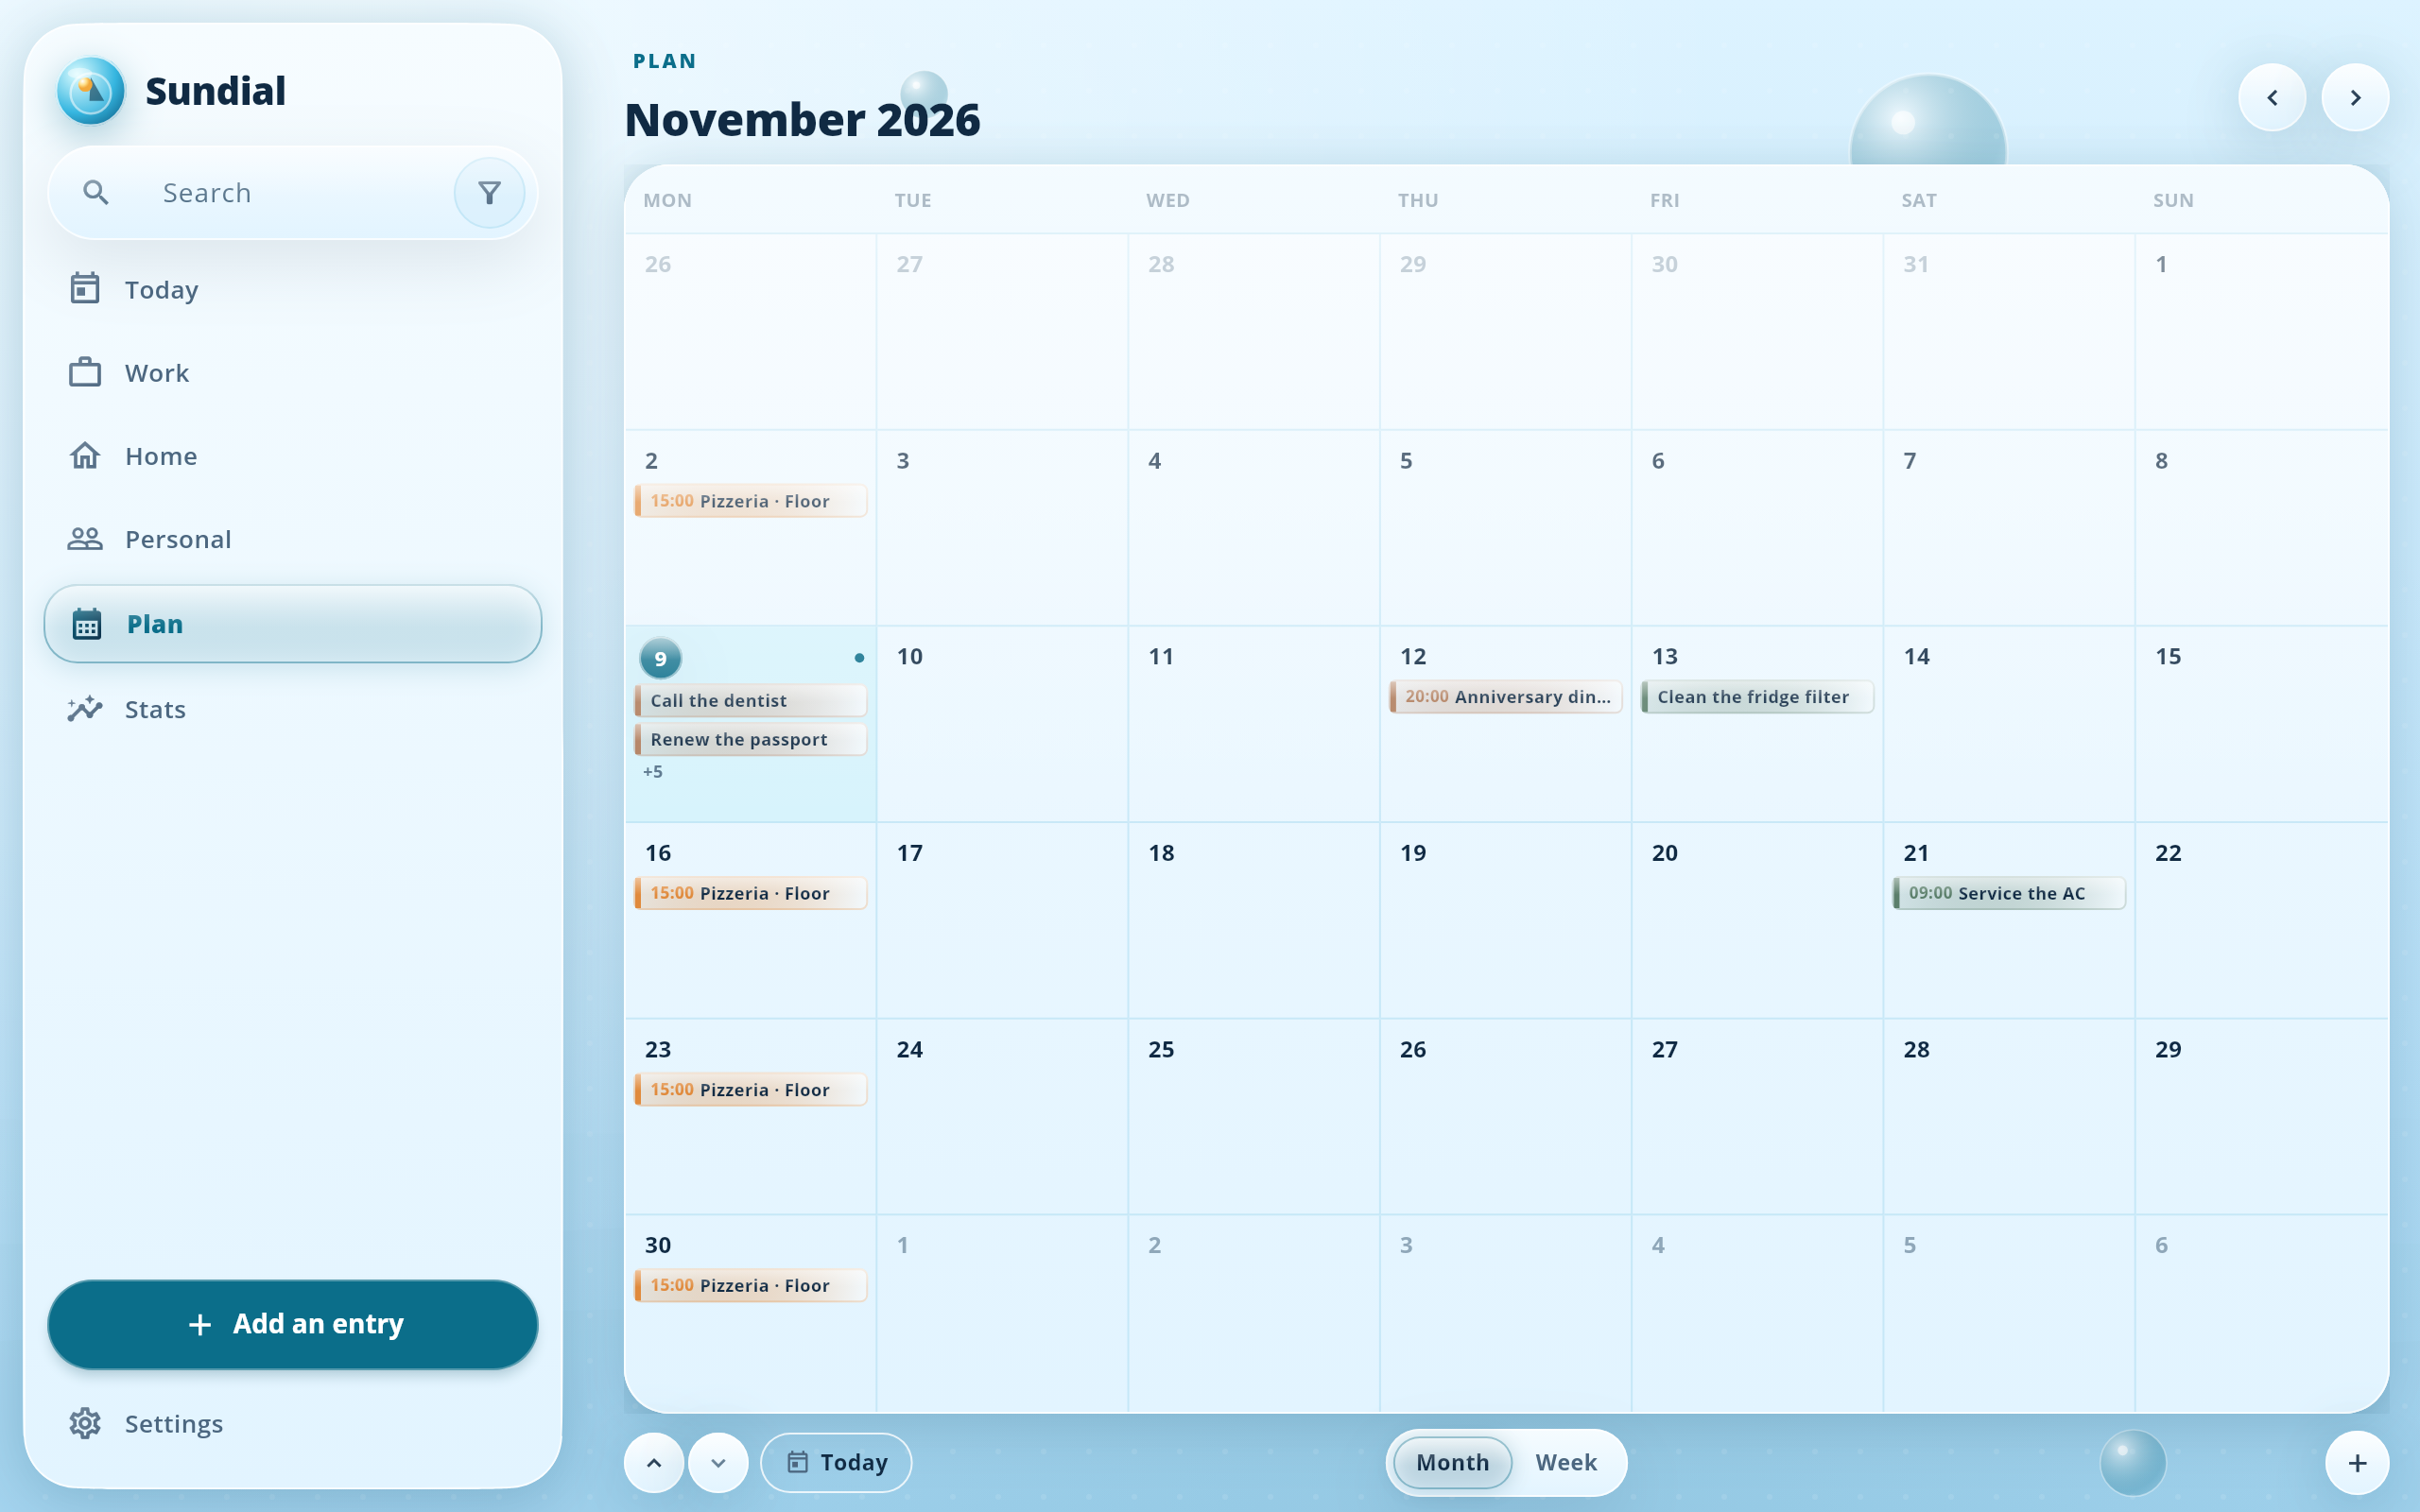 Sundial
Search
Today
Work
Home
Personal
Plan
Stats
Add an entry
Settings
PLAN
November 2026
MON TUE WED THU FRI SAT SUN
26 27 28 29 30 31 1
2 3 4 5 6 7 8
15:00 Pizzeria · Floor
9 10 11 12 13 14 15
Call the dentist
20:00 Anniversary din...
Clean the fridge filter
Renew the passport
+5
16 17 18 19 20 21 22
15:00 Pizzeria · Floor
09:00 Service the AC
23 24 25 26 27 28 29
15:00 Pizzeria · Floor
30 1 2 3 4 5 6
15:00 Pizzeria · Floor
Today
Month Week